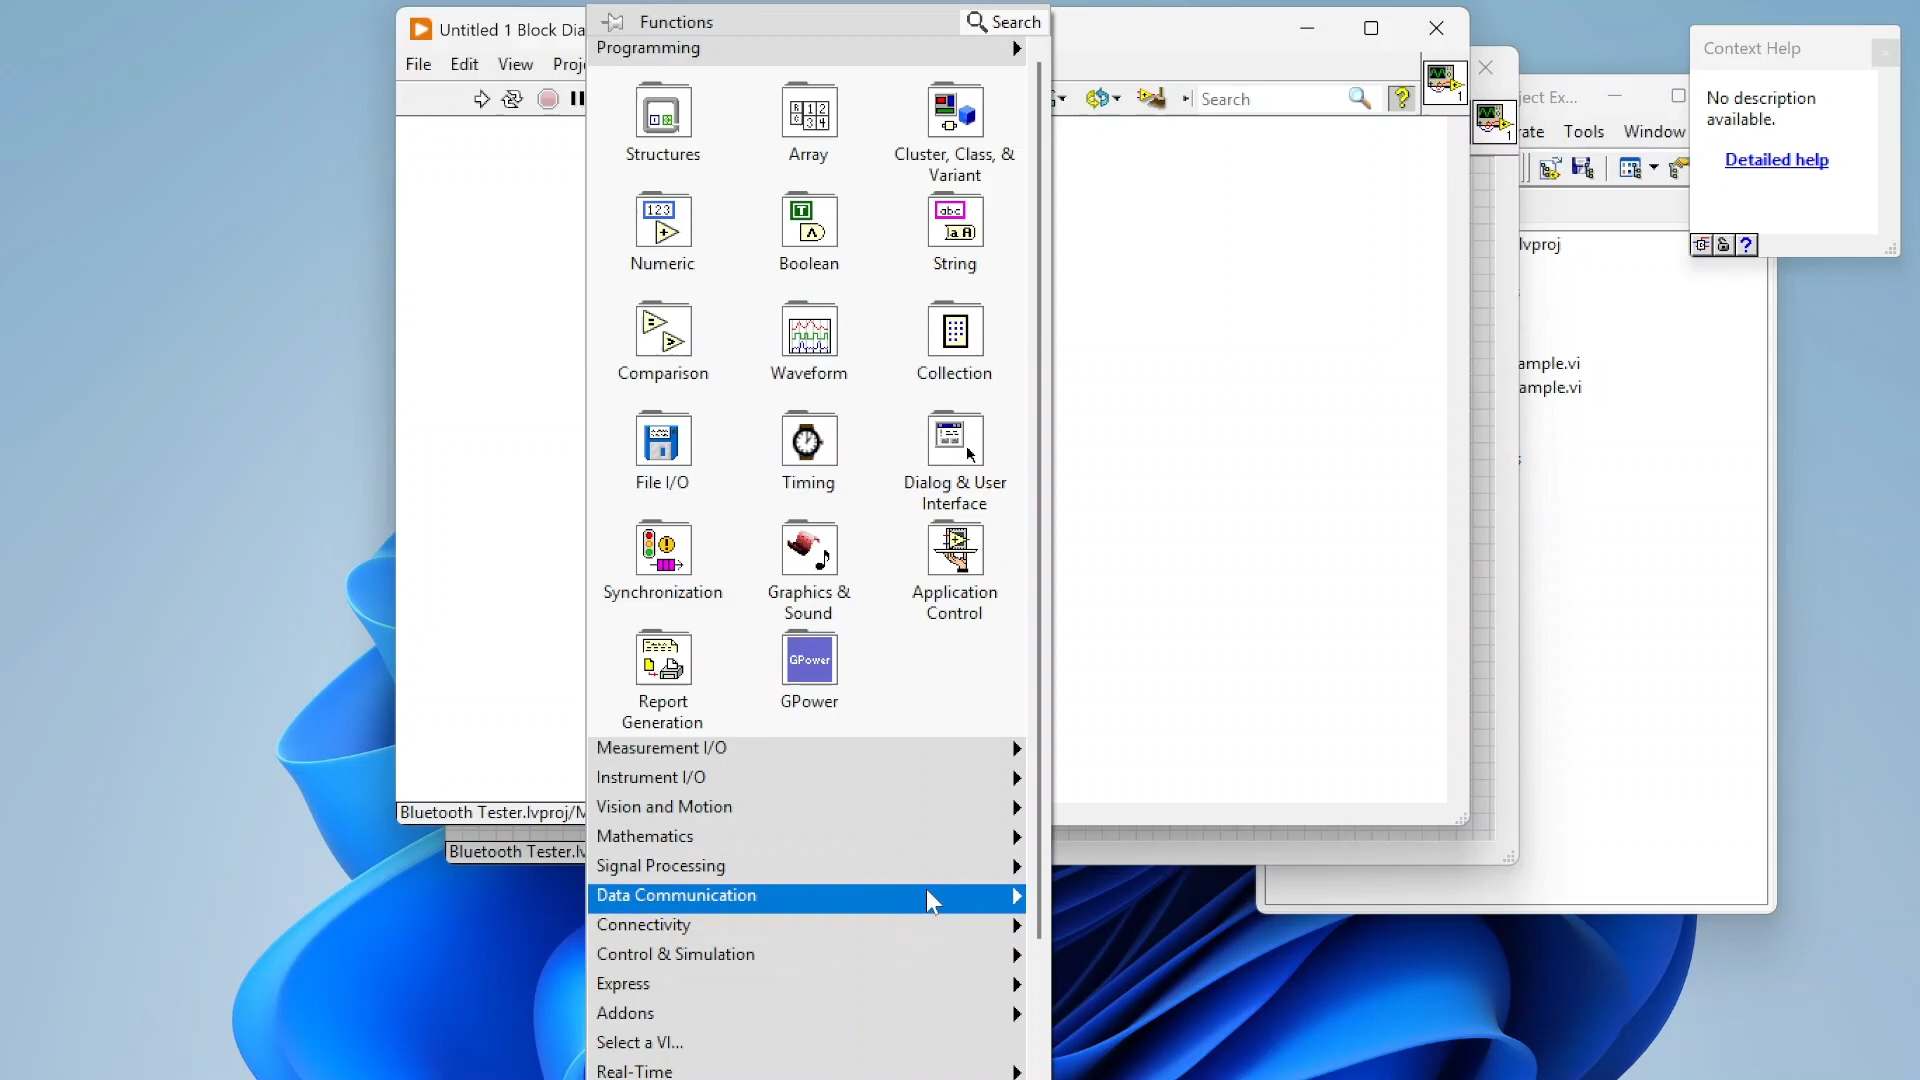 Untitled 1 Block Dia
File Edit View Proj
Functions
Search
Programming
Structures
Array
Cluster, Class, &
Variant
Numeric
Boolean
String
Comparison
Waveform
Collection
File I/O
Timing
Dialog & User
Interface
Synchronization
Graphics &
Sound
Application
Control
GPower
Report
Generation
GPower
Measurement I/O
Instrument I/O
Vision and Motion
Mathematics
Signal Processing
Data Communication
Connectivity
Control & Simulation
Express
Addons
Select a VI...
Real-Time
Bluetooth Tester.lvproj/M
Bluetooth Tester.lv
Search
1
1
ject Ex...
rate Tools Window
lvproj
ample.vi
ample.vi
Context Help
No description
available.
Detailed help